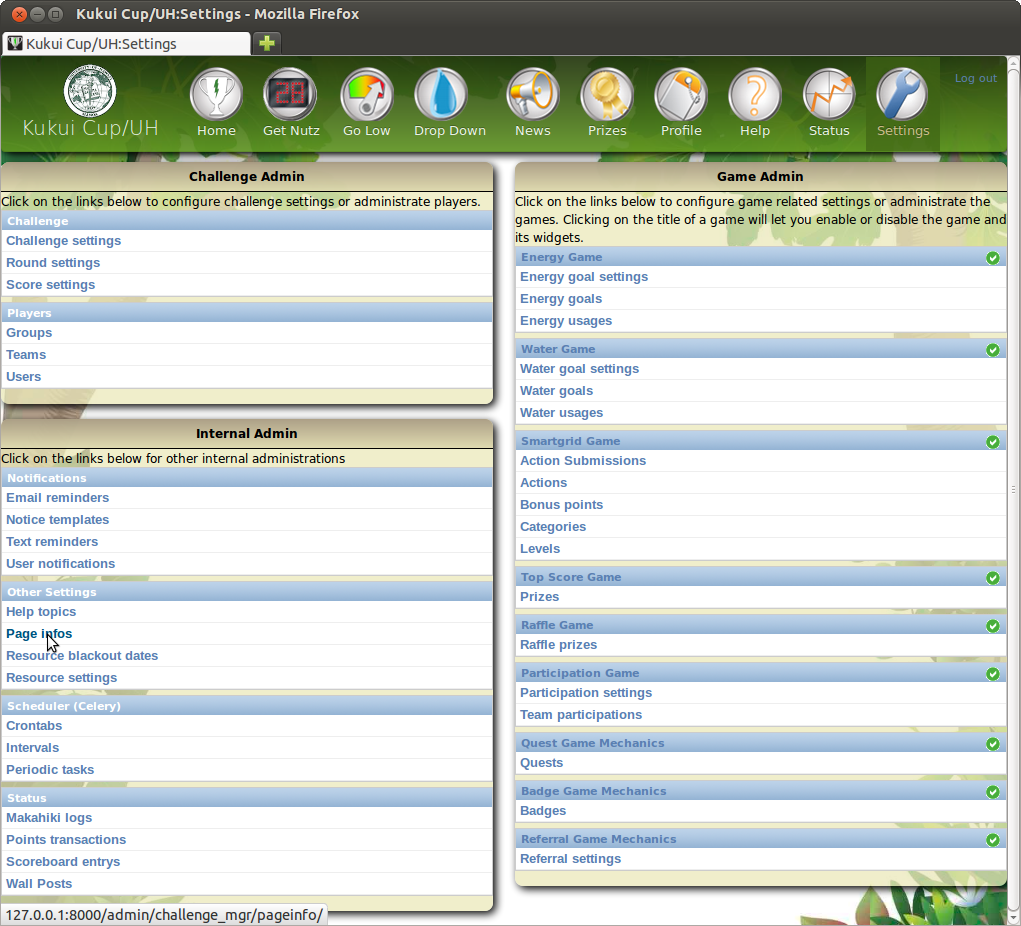 Kukui Cup/UH:Settings - Mozilla Firefox
Kukui Cup/UH:Settings
Kukui Cup/UH
28
Home
Get Nutz
Go Low
Drop Down
News
Prizes
Profile
Help
Status
Settings
Log out
Challenge Admin
Click on the links below to configure challenge settings or administrate players.
Challenge
Challenge settings
Round settings
Score settings
Players
Groups
Teams
Users
Internal Admin
Click on the links below for other internal administrations
Notifications
Email reminders
Notice templates
Text reminders
User notifications
Other Settings
Help topics
Page infos
Resource blackout dates
Resource settings
Scheduler (Celery)
Crontabs
Intervals
Periodic tasks
Status
Makahiki logs
Points transactions
Scoreboard entrys
Wall Posts
Game Admin
Click on the links below to configure game related settings or administrate the
games. Clicking on the title of a game will let you enable or disable the game and
its widgets.
Energy Game
Energy goal settings
Energy goals
Energy usages
Water Game
Water goal settings
Water goals
Water usages
Smartgrid Game
Action Submissions
Actions
Bonus points
Categories
Levels
Top Score Game
Prizes
Raffle Game
Raffle prizes
Participation Game
Participation settings
Team participations
Quest Game Mechanics
Quests
Badge Game Mechanics
Badges
Referral Game Mechanics
Referral settings
127.0.0.1:8000/admin/challenge_mgr/pageinfo/